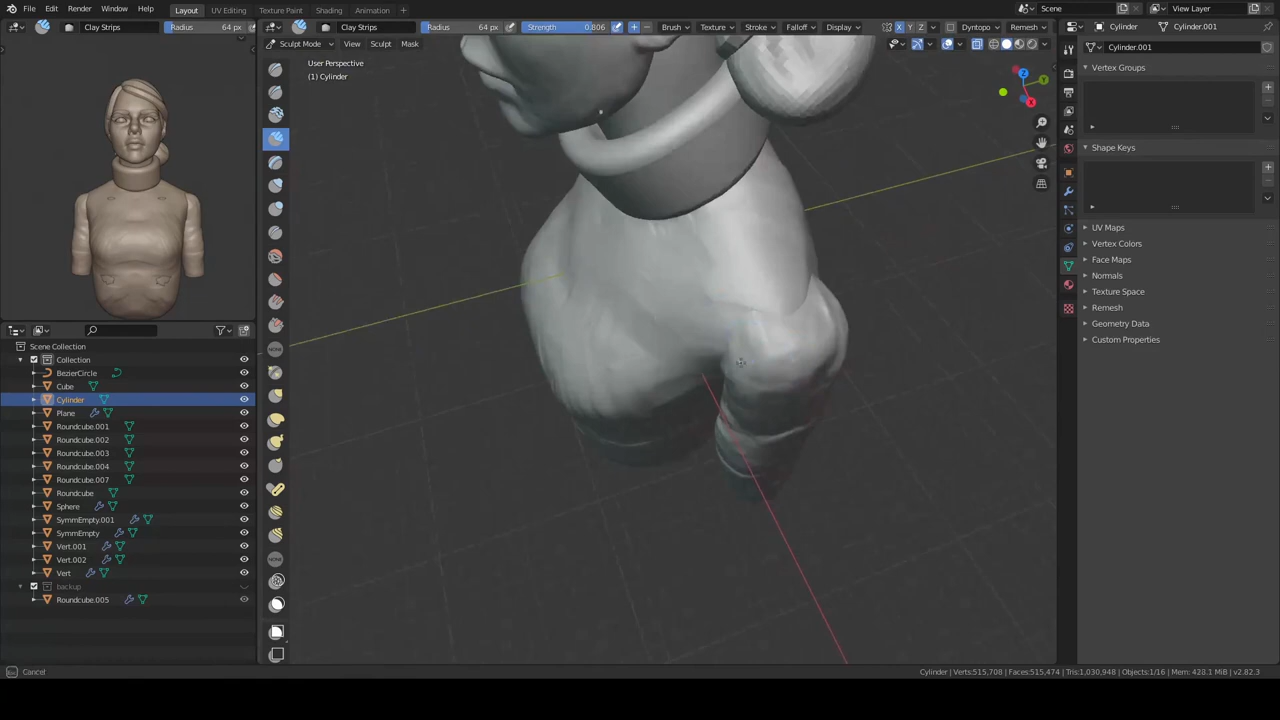 File Edit Render Window Help Layout UV Editing Texture Paint Shading Animation Scene View Layer
Clay Strips Radius 64 px
Clay Strips Radius 64 px Strength 0.806 Brush Texture Stroke Falloff Display X Y Z Dyntopo Remesh Cylinder Cylinder.001
Sculpt Mode View Sculpt Mask
Cylinder.001
User Perspective
(1) Cylinder
Vertex Groups
Shape Keys
UV Maps
Vertex Colors
Face Maps
Normals
Texture Space
Remesh
Geometry Data
Custom Properties
Scene Collection
Collection
BezierCircle
Cube
Cylinder
Plane
Roundcube.001
Roundcube.002
Roundcube.003
Roundcube.004
Roundcube.007
Roundcube
Sphere
SymmEmpty.001
SymmEmpty
Vert.001
Vert.002
Vert
backup
Roundcube.005
Cancel
Cylinder | Verts:515,708 | Faces:515,474 | Tris:1,030,948 | Objects:1/16 | Mem: 428.1 MiB | v2.82.3